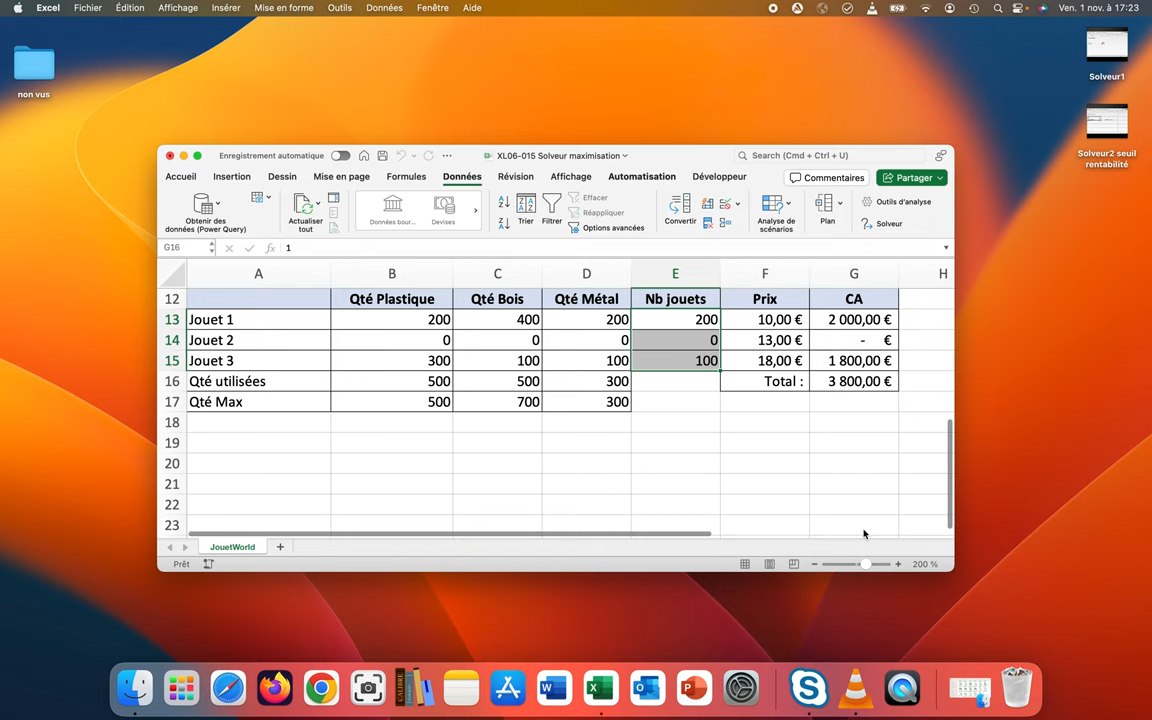 Excel Fichier Édition Affichage Insérer Mise en forme Outils Données Fenêtre Aide Ven. 1 nov. à 17:23
non vus
Solveur1
Solveur2 seuil
rentabilité
Enregistrement automatique XL06-015 Solveur maximisation Search (Cmd + Ctrl + U)
Accueil Insertion Dessin Mise en page Formules Données Révision Affichage Automatisation Développeur Commentaires Partager
Obtenir des
données (Power Query)
Actualiser
tout
Données bour...
Devises
Trier
Filtrer
Effacer
Réappliquer
Options avancées
Convertir
Analyse de
scénarios
Plan
Outils d'analyse
Solveur
G16 fx 1
A B C D E F G H
12 Qté Plastique Qté Bois Qté Métal Nb jouets Prix CA
13 Jouet 1 200 400 200 200 10,00 € 2 000,00 €
14 Jouet 2 0 0 0 0 13,00 € - €
15 Jouet 3 300 100 100 100 18,00 € 1 800,00 €
16 Qté utilisées 500 500 300 Total : 3 800,00 €
17 Qté Max 500 700 300
18
19
20
21
22
23
JouetWorld
Prêt 200 %
CALIBRE